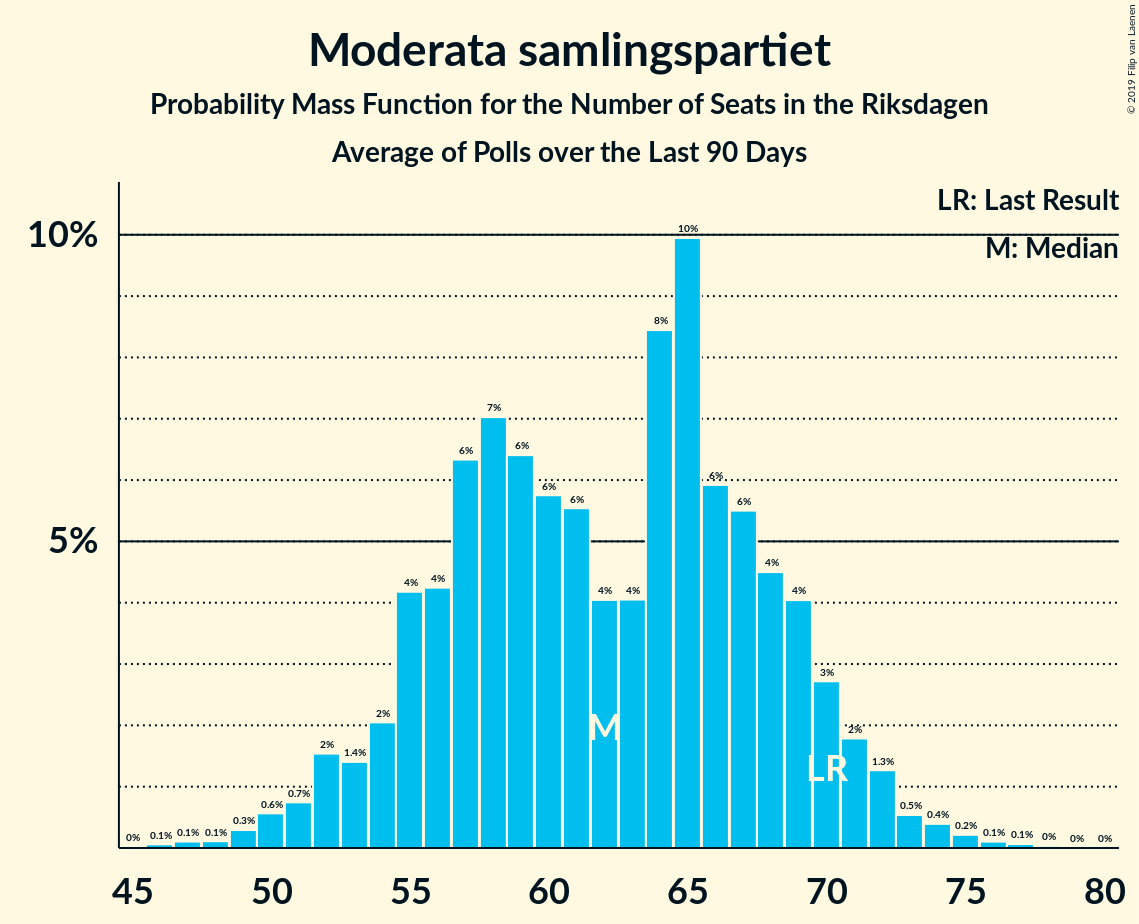 © 2019 Filip van Laenen
Moderata samlingspartiet
Probability Mass Function for the Number of Seats in the Riksdagen
Average of Polls over the Last 90 Days
LR: Last Result
M: Median
10%
5%
0% 0.1% 0.1% 0.1% 0.3% 0.6% 0.7% 2% 1.4% 2% 4% 4% 6% 7% 6% 6% 6% 4% 4% 8% 10% 6% 6% 4% 4% 3% 2% 1.3% 0.5% 0.4% 0.2% 0.1% 0.1% 0% 0% 0%
M
LR
45 50 55 60 65 70 75 80